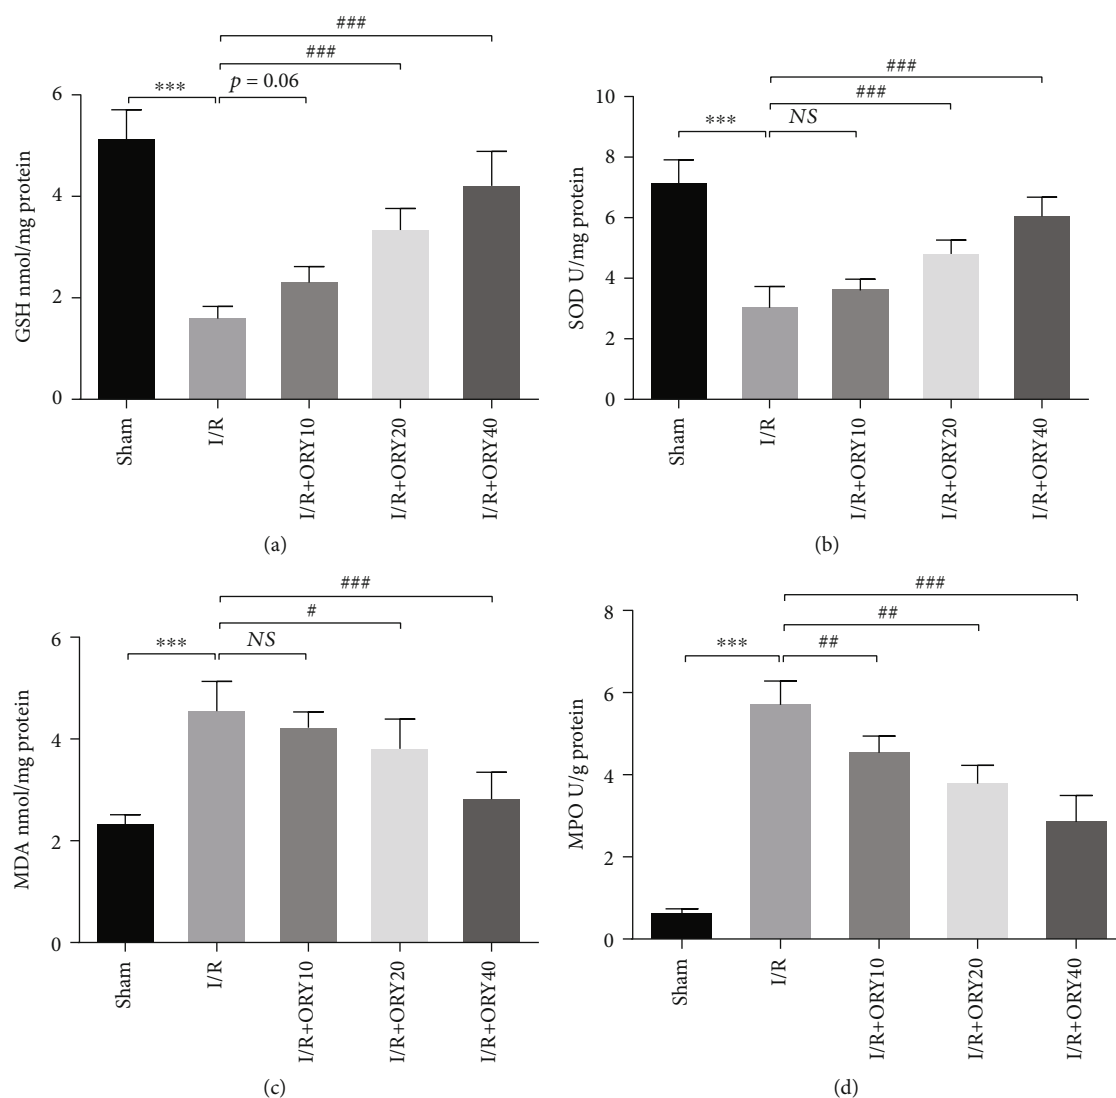 ###
###
*** p = 0.06
6
4
2
0
GSH nmol/mg protein
Sham
I/R
I/R+ORY10
I/R+ORY20
I/R+ORY40
(a)
###
###
*** NS
10
8
6
4
2
0
SOD U/mg protein
Sham
I/R
I/R+ORY10
I/R+ORY20
I/R+ORY40
(b)
###
#
*** NS
6
4
2
0
MDA nmol/mg protein
Sham
I/R
I/R+ORY10
I/R+ORY20
I/R+ORY40
(c)
###
##
*** ##
8
6
4
2
0
MPO U/g protein
Sham
I/R
I/R+ORY10
I/R+ORY20
I/R+ORY40
(d)